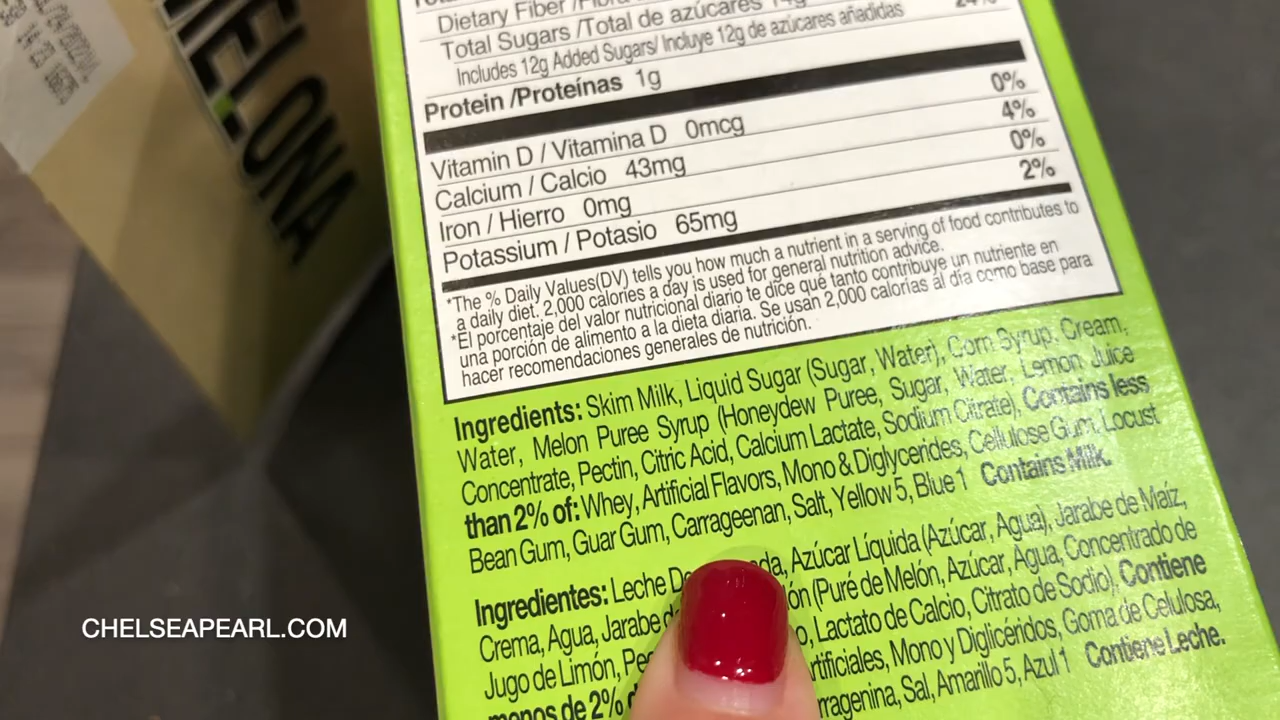 MELONA
Dietary Fiber
Total Sugars /Total de azúcares 14g
Includes 12g Added Sugars/ Incluye 12g de azúcares añadidas
Protein /Proteínas 1g
Vitamin D / Vitamina D 0mcg 0%
Calcium / Calcio 43mg 4%
Iron / Hierro 0mg 0%
Potassium / Potasio 65mg 2%
*The % Daily Values(DV) tells you how much a nutrient in a serving of food contributes to
a daily diet. 2,000 calories a day is used for general nutrition advice.
*El porcentaje del valor nutricional diario te dice qué tanto contribuye un nutriente en
una porción de alimento a la dieta diaria. Se usan 2,000 calorías al día como base para
hacer recomendaciones generales de nutrición.
Ingredients: Skim Milk, Liquid Sugar (Sugar, Water), Corn Syrup, Cream,
Water, Melon Puree Syrup (Honeydew Puree, Sugar, Water, Lemon Juice
Concentrate, Pectin, Citric Acid, Calcium Lactate, Sodium Citrate), Contains less
than 2% of: Whey, Artificial Flavors, Mono & Diglycerides, Cellulose Gum, Locust
Bean Gum, Guar Gum, Carrageenan, Salt, Yellow 5, Blue 1 Contains Milk.
Ingredientes: Leche De da, Azúcar Líquida (Azúcar, Agua), Jarabe de Maíz,
Crema, Agua, Jarabe ón (Puré de Melón, Azúcar, Agua, Concentrado de
Jugo de Limón, Pec o, Lactato de Calcio, Citrato de Sodio). Contiene
menos de 2% rtificiales, Mono y Diglicéridos, Goma de Celulosa,
rragenina, Sal, Amarillo 5, Azul 1 Contiene Leche.
CHELSEAPEARL.COM